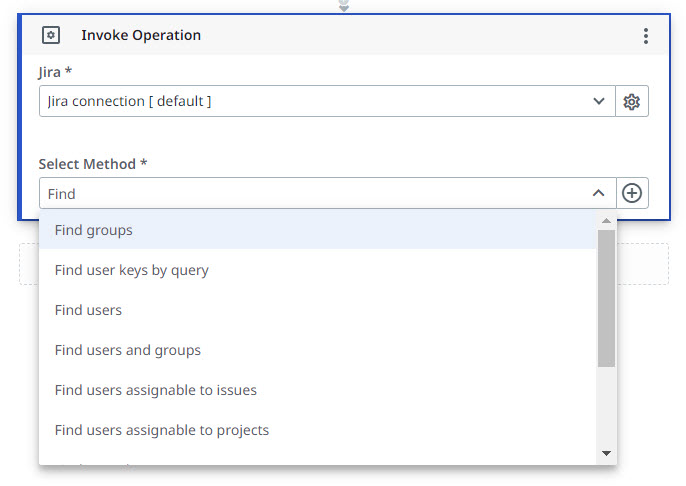 Invoke Operation
Jira *
Jira connection [ default ]
Select Method *
Find
Find groups
Find user keys by query
Find users
Find users and groups
Find users assignable to issues
Find users assignable to projects